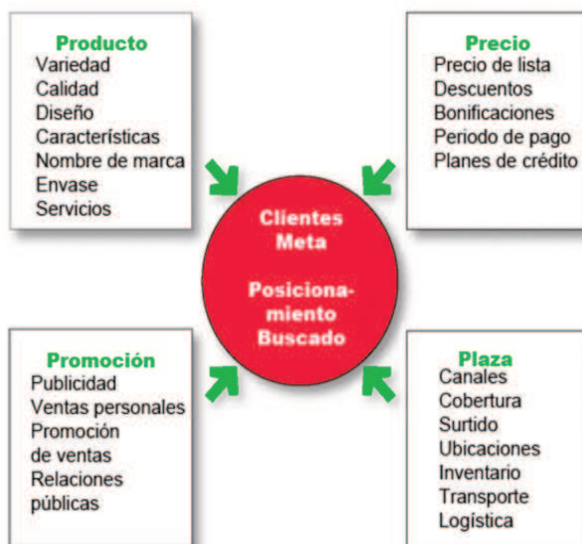 Producto
Variedad
Calidad
Diseño
Características
Nombre de marca
Envase
Servicios
Precio
Precio de lista
Descuentos
Bonificaciones
Periodo de pago
Planes de crédito
Clientes
Meta
Posiciona-
miento
Buscado
Promoción
Publicidad
Ventas personales
Promoción
de ventas
Relaciones
públicas
Plaza
Canales
Cobertura
Surtido
Ubicaciones
Inventario
Transporte
Logística